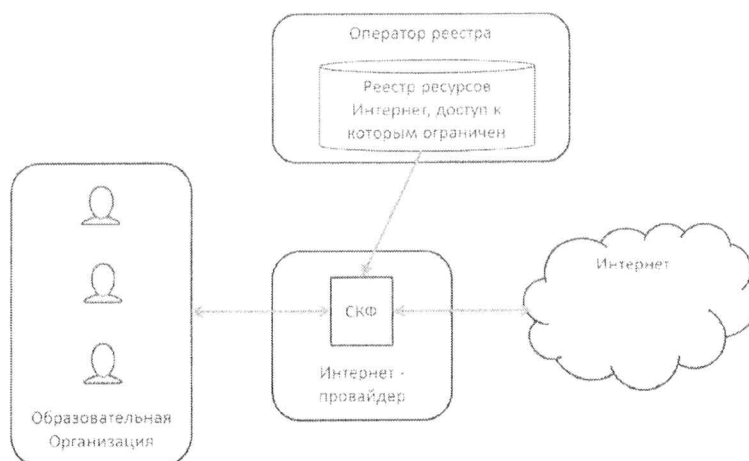 Оператор реестра
Реестр ресурсов
Интернет, доступ к
которым ограничен
Интернет
СКФ
Интернет -
провайдер
Образовательная
Организация